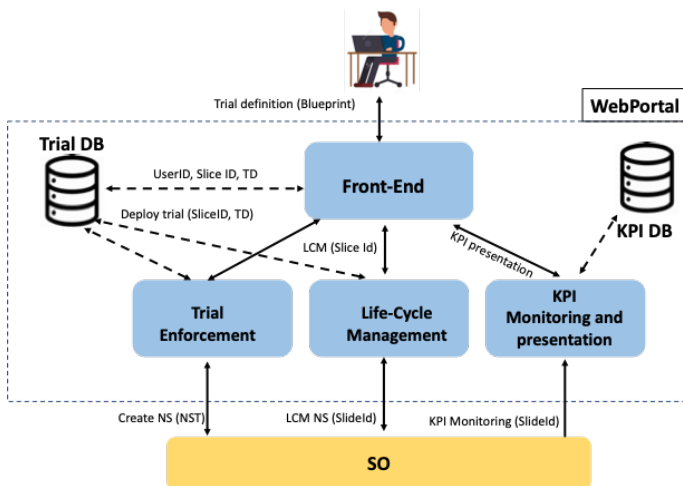 Trial definition (Blueprint)
WebPortal
Trial DB
UserID, Slice ID, TD
Front-End
Deploy trial (SliceID, TD)
KPI DB
LCM (Slice Id)
KPI presentation
Trial
Enforcement
Life-Cycle
Management
KPI
Monitoring and
presentation
Create NS (NST)
LCM NS (SlideId)
KPI Monitoring (SlideId)
SO